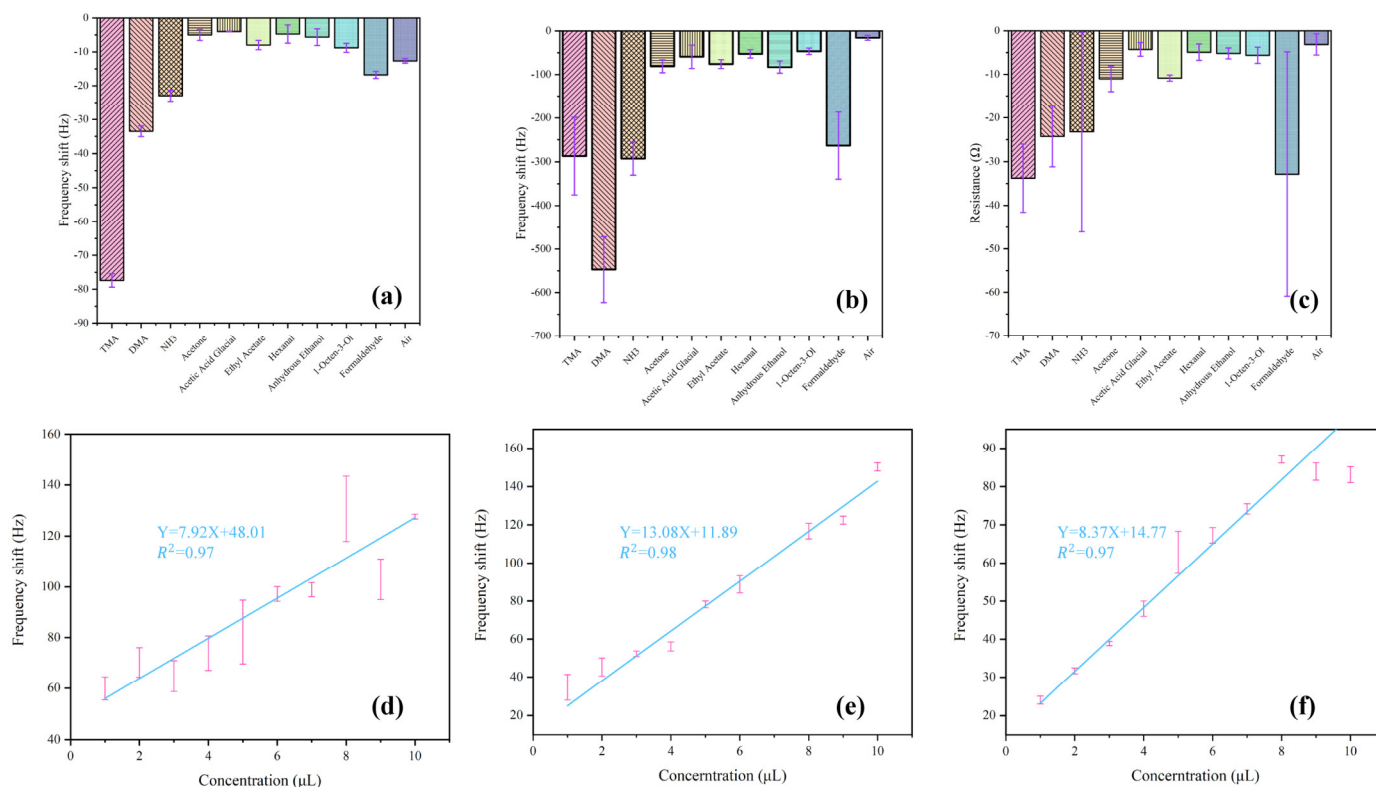 Frequency shift (Hz)
0
-10
-20
-30
-40
-50
-60
-70
-80
-90
TMA
DMA
NH3
Acetone
Acetic Acid Glaciai
Ethyl Acetate
Hexanai
Anhydrous Ethanoi
1-Octen-3-Oi
Formaldehyde
Air
(a)
Frequency shift (Hz)
0
-100
-200
-300
-400
-500
-600
-700
TMA
DMA
NH3
Acetone
Acetic Acid Glacial
Ethyl Acetate
Hexanal
Anhydrous Ethanol
1-Octen-3-Ol
Formaldehyde
Air
(b)
Resistance (Ω)
0
-10
-20
-30
-40
-50
-60
-70
TMA
DMA
NH3
Acetone
Acetic Acid Glacial
Ethyl Acetate
Hexanal
Anhydrous Ethanol
1-Octen-3-Ol
Formaldehyde
Air
(c)
Frequency shift (Hz)
160
140
120
100
80
60
40
Y=7.92X+48.01
R²=0.97
(d)
0 2 4 6 8 10
Concentration (μL)
Frequency shift (Hz)
160
140
120
100
80
60
40
20
Y=13.08X+11.89
R²=0.98
(e)
0 2 4 6 8 10
Concerntration (μL)
Frequency shift (Hz)
90
80
70
60
50
40
30
20
Y=8.37X+14.77
R²=0.97
(f)
0 2 4 6 8 10
Concentration (μL)